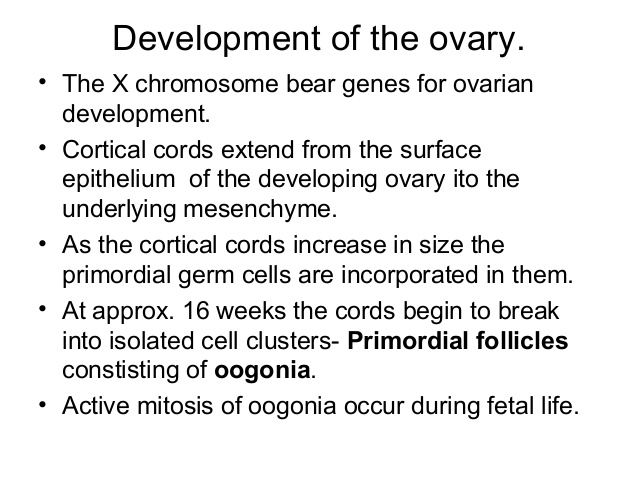 Development of the ovary.
• The X chromosome bear genes for ovarian
development.
• Cortical cords extend from the surface
epithelium  of the developing ovary ito the
underlying mesenchyme.
• As the cortical cords increase in size the
primordial germ cells are incorporated in them.
• At approx. 16 weeks the cords begin to break
into isolated cell clusters- Primordial follicles
constisting of oogonia.
• Active mitosis of oogonia occur during fetal life.